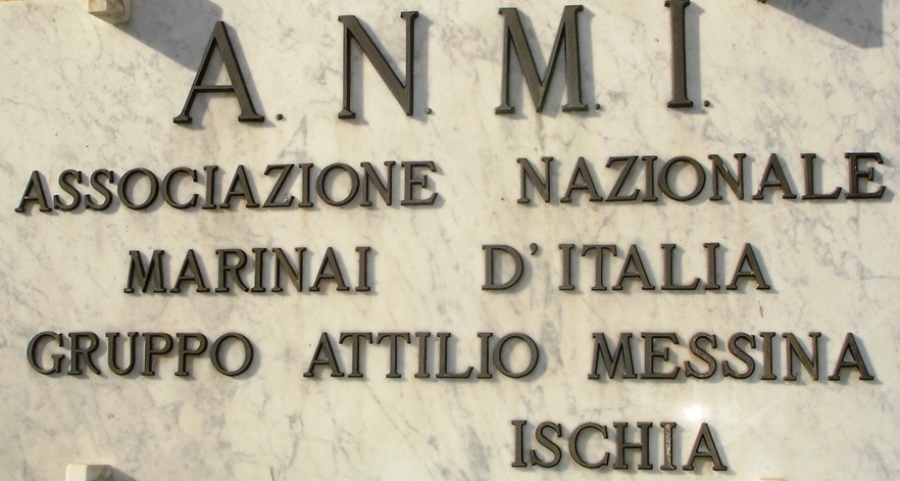 A.N.M.I.
ASSOCIAZIONE NAZIONALE
MARINAI D'ITALIA
GRUPPO ATTILIO MESSINA
ISCHIA